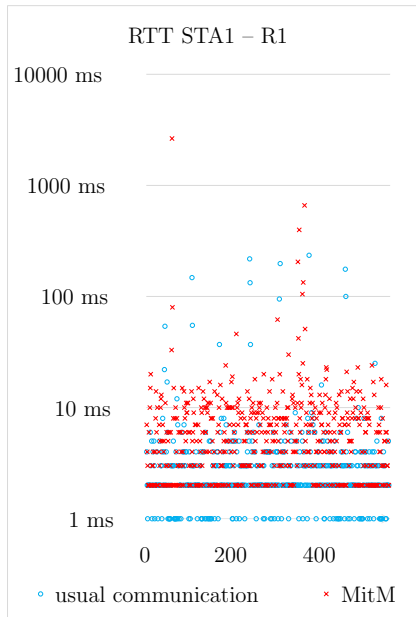 RTT STA1 – R1
10000 ms
1000 ms
100 ms
10 ms
1 ms
0 200 400
usual communication MitM